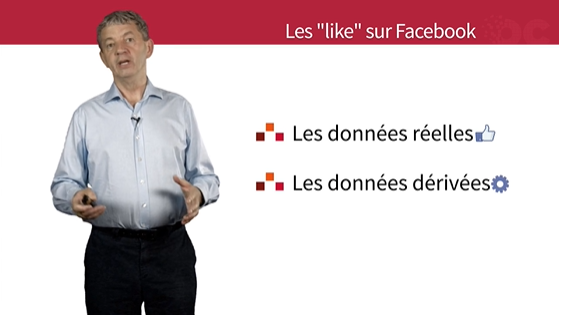 Les "like" sur Facebook
Les données réelles
Les données dérivées